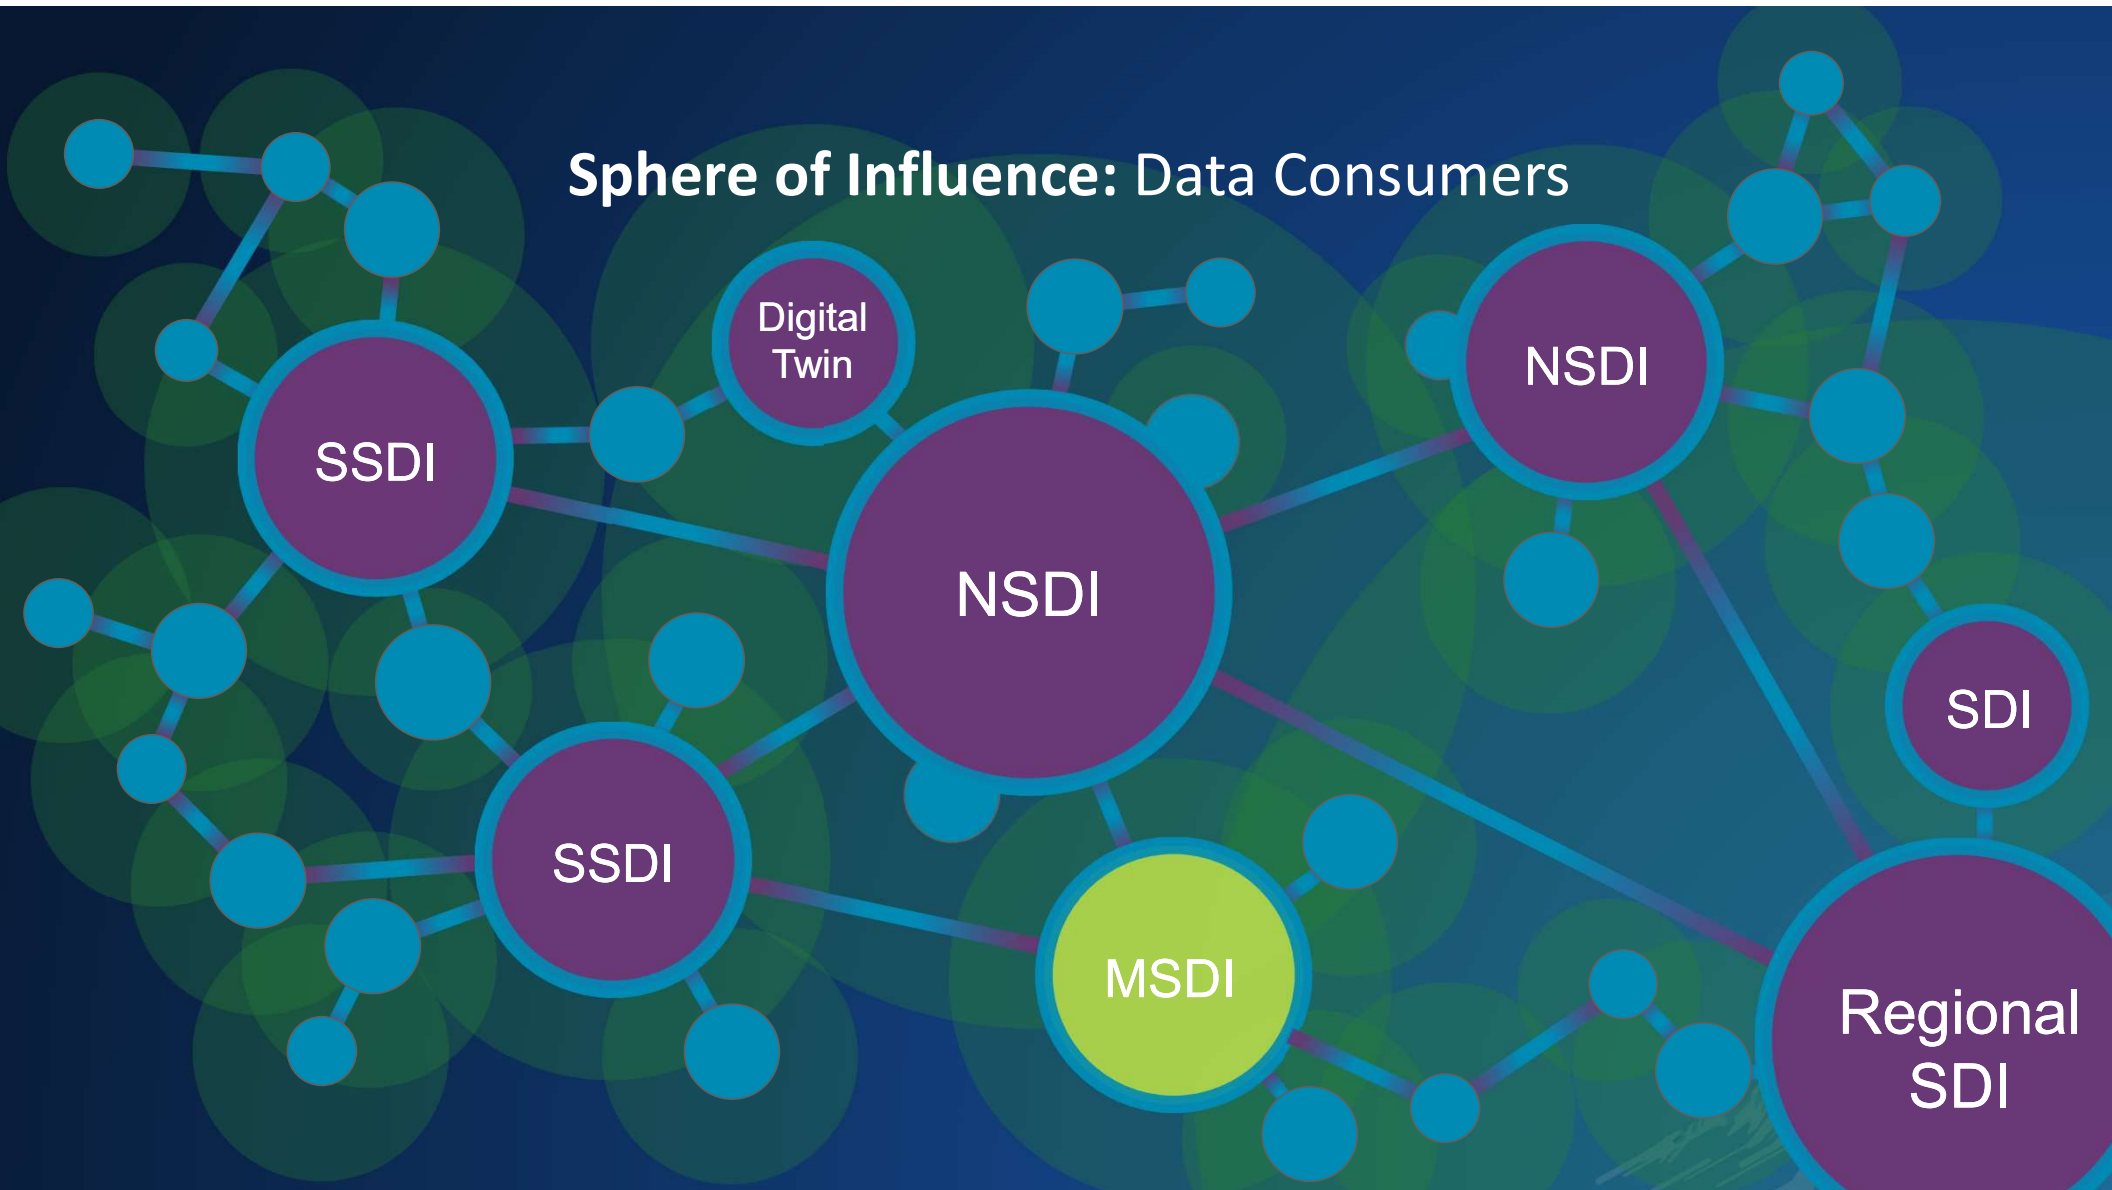 Sphere of Influence: Data Consumers
Digital
Twin
NSDI
SSDI
NSDI
SDI
SSDI
MSDI
Regional
SDI